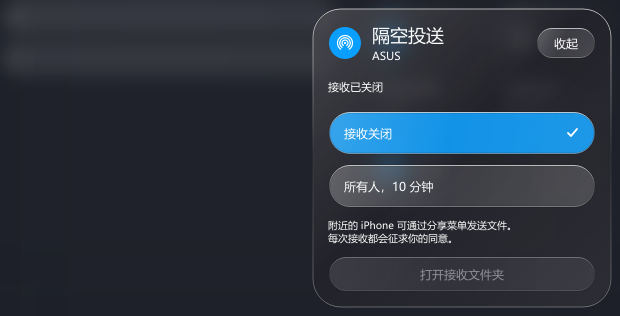 隔空投送
收起
ASUS
接收已关闭
接收关闭
所有人，10 分钟
附近的 iPhone 可通过分享菜单发送文件。
每次接收都会征求你的同意。
打开接收文件夹